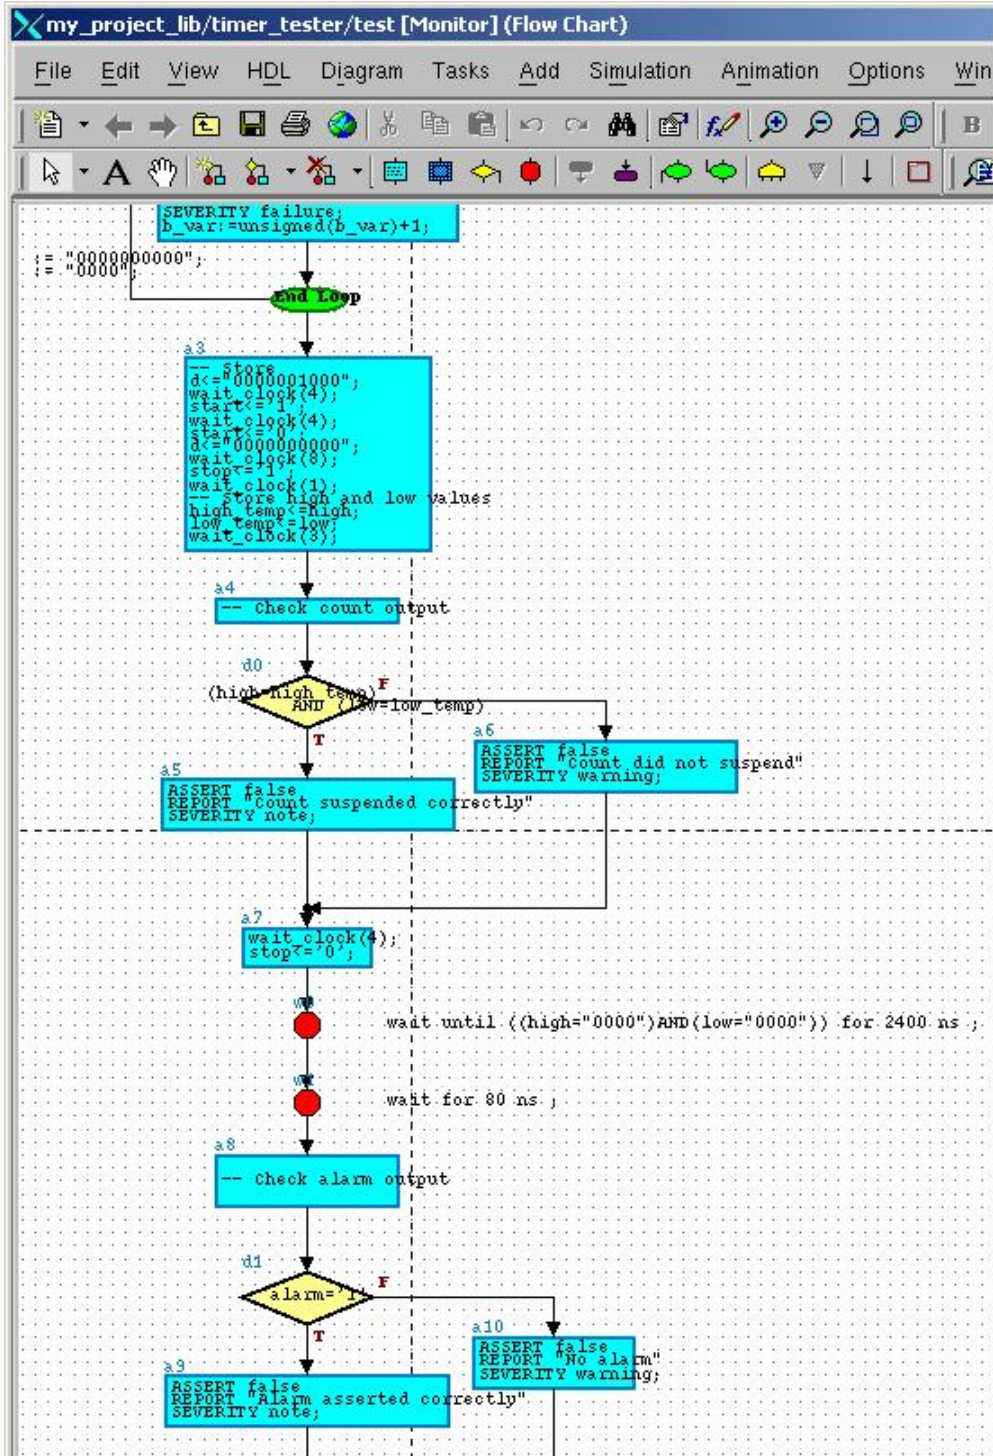 my_project_lib/timer_tester/test [Monitor] (Flow Chart)
File Edit View HDL Diagram Tasks Add Simulation Animation Options Win
A
B
SEVERITY failure;
b_var:=unsigned(b_var)+1;
:= "0000000000";
:= "0000";
End Loop
a3
-- Store
d<="0000001000";
wait_clock(4);
start<='1';
wait_clock(4);
start<='0';
d<="0000000000";
wait_clock(8);
stop<='1';
wait_clock(1);
-- Store high and low values
high_temp<=high;
low_temp<=low;
wait_clock(3);
a4
-- Check count output
d0
F
(high=high_temp)
AND (low=low_temp)
T
a6
ASSERT false
REPORT "Count did not suspend"
SEVERITY warning;
a5
ASSERT false
REPORT "Count suspended correctly"
SEVERITY note;
a7
wait_clock(4);
stop<='0';
wait until ((high="0000")AND(low="0000")) for 2400 ns ;
wait for 80 ns ;
a8
-- Check alarm output
d1
F
alarm='1'
T
a10
ASSERT false
REPORT "No alarm"
SEVERITY warning;
a9
ASSERT false
REPORT "Alarm asserted correctly"
SEVERITY note;